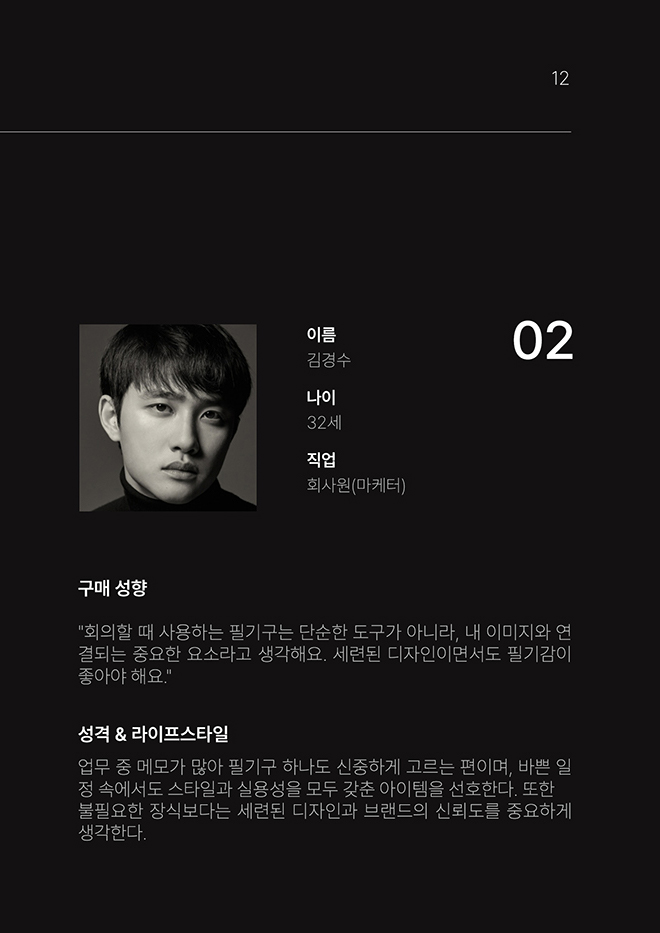 12
02
이름
김경수
나이
32세
직업
회사원(마케터)
구매 성향
"회의할 때 사용하는 필기구는 단순한 도구가 아니라, 내 이미지와 연
결되는 중요한 요소라고 생각해요. 세련된 디자인이면서도 필기감이
좋아야 해요."
성격 & 라이프스타일
업무 중 메모가 많아 필기구 하나도 신중하게 고르는 편이며, 바쁜 일
정 속에서도 스타일과 실용성을 모두 갖춘 아이템을 선호한다. 또한
불필요한 장식보다는 세련된 디자인과 브랜드의 신뢰도를 중요하게
생각한다.